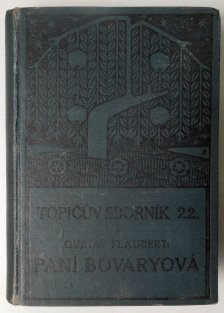 TOPIČŮV SBORNÍK 22.
GUSTAV FLAUBERT:
PANÍ BOVARYOVÁ